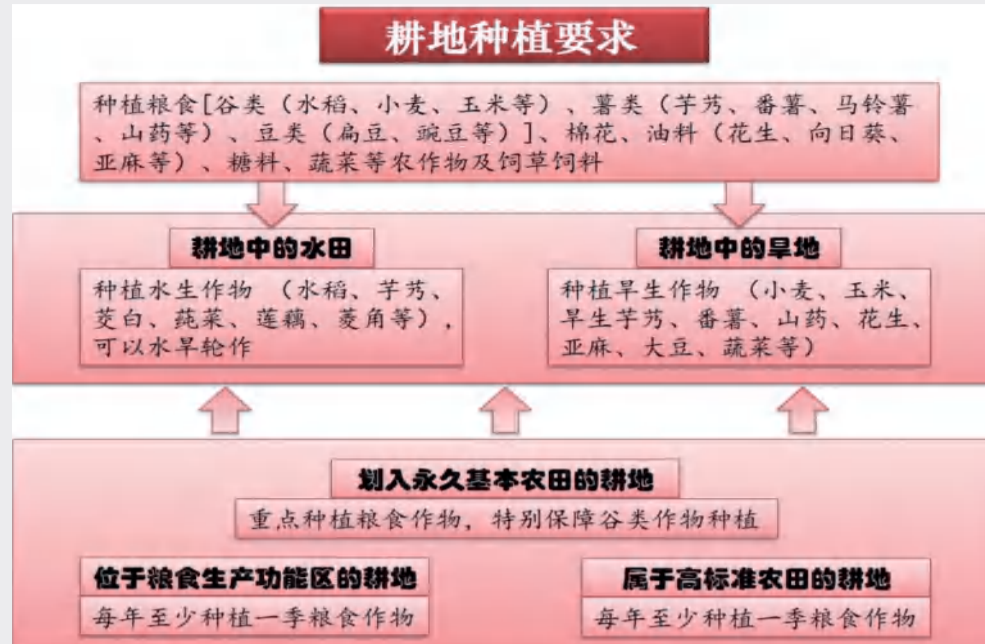 耕地种植要求
种植粮食[谷类（水稻、小麦、玉米等）、薯类（芋艿、番薯、马铃薯
、山药等）、豆类（扁豆、豌豆等）]、棉花、油料（花生、向日葵、
亚麻等）、糖料、蔬菜等农作物及饲草饲料
耕地中的水田
种植水生作物 （水稻、芋艿、
茭白、莼菜、莲藕、菱角等），
可以水旱轮作
耕地中的旱地
种植旱生作物 （小麦、玉米、
旱生芋艿、番薯、山药、花生、
亚麻、大豆、蔬菜等）
划入永久基本农田的耕地
重点种植粮食作物，特别保障谷类作物种植
位于粮食生产功能区的耕地
每年至少种植一季粮食作物
属于高标准农田的耕地
每年至少种植一季粮食作物